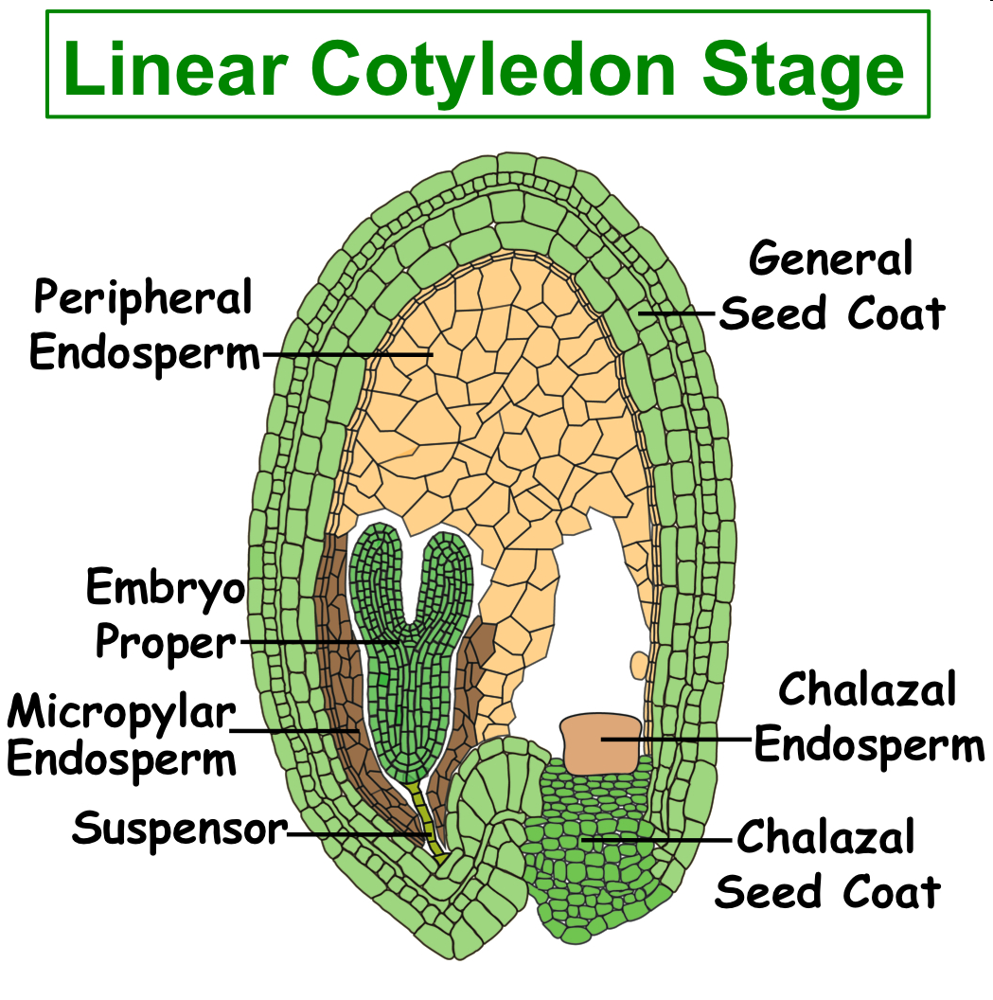 Linear Cotyledon Stage
General
Seed Coat
Peripheral
Endosperm
Embryo
Proper
Micropylar
Endosperm
Suspensor
Chalazal
Endosperm
Chalazal
Seed Coat